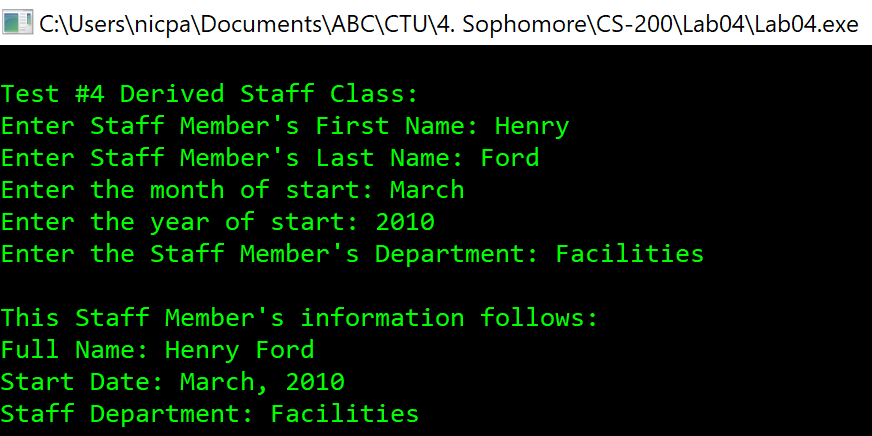 C:\Users\nicpa\Documents\ABC\CTU\4. Sophomore\CS-200\Lab04\Lab04.exe
Test #4 Derived Staff Class:
Enter Staff Member's First Name: Henry
Enter Staff Member's Last Name: Ford
Enter the month of start: March
Enter the year of start: 2010
Enter the Staff Member's Department: Facilities
This Staff Member's information follows:
Full Name: Henry Ford
Start Date: March, 2010
Staff Department: Facilities